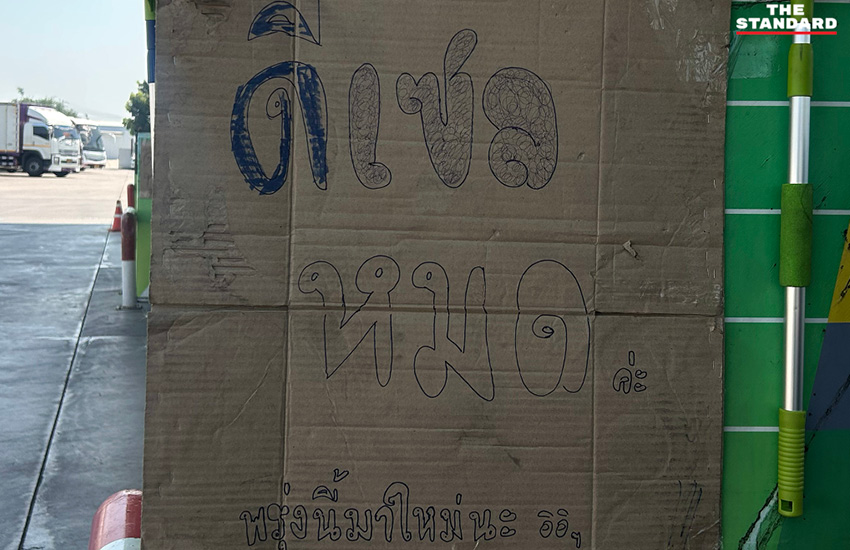 THE
STANDARD
ดีเซล
หมด
ค่ะ
พรุ่งนี้มาใหม่นะ อิอิๆ